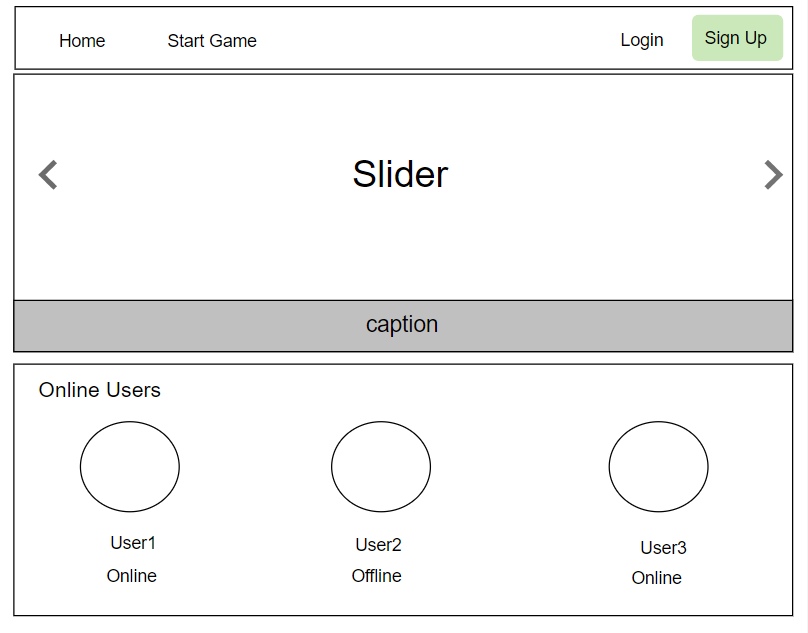 Home Start Game Login Sign Up
Slider
caption
Online Users
User1 User2 User3
Online Offline Online